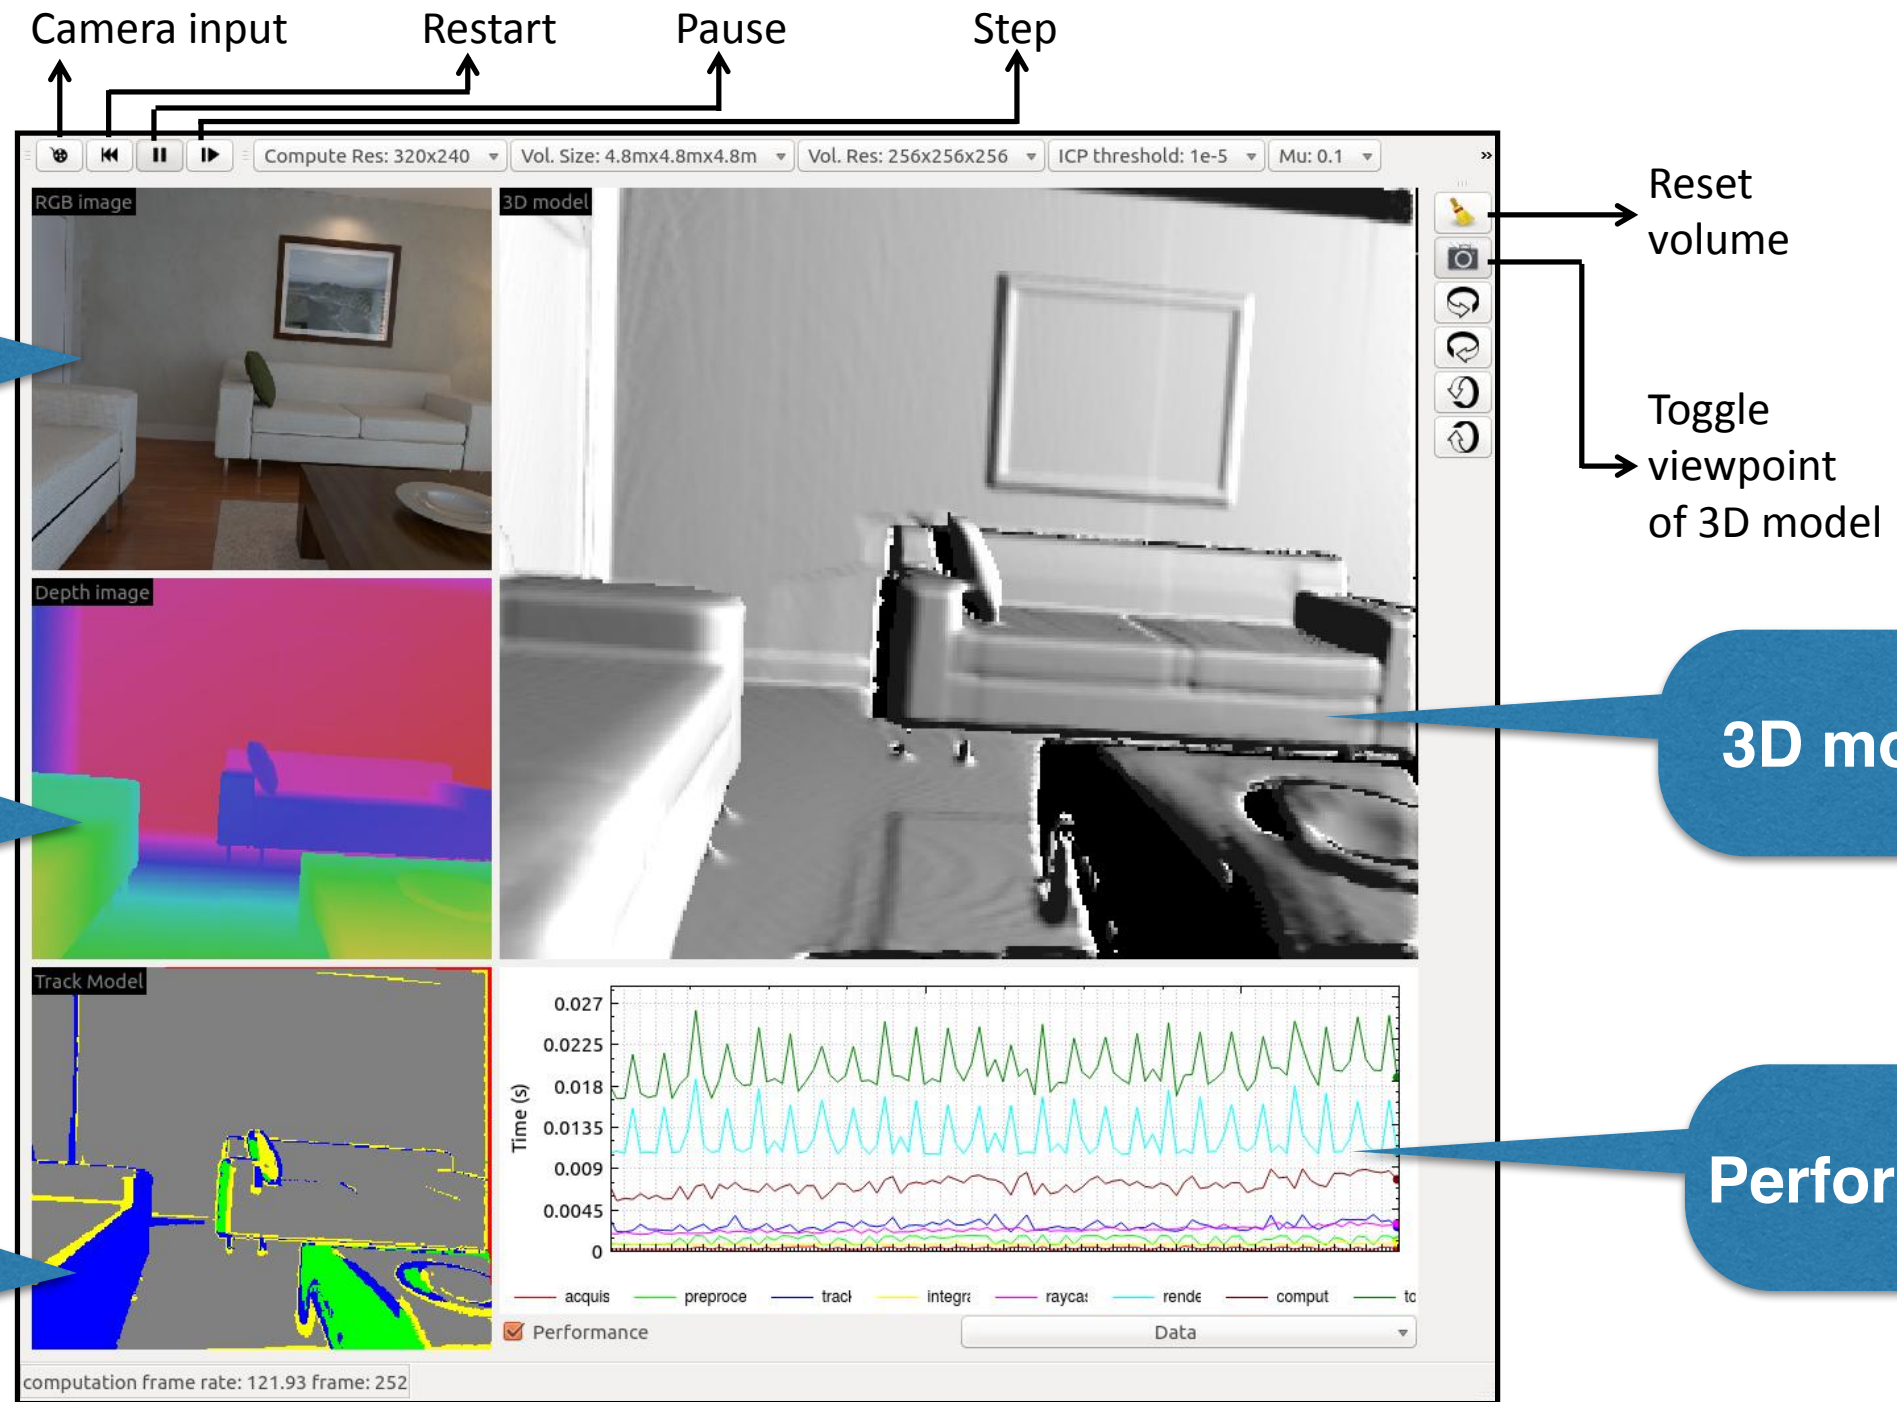 Camera input
Restart
Pause
Step
Compute Res: 320x240
Vol. Size: 4.8mx4.8mx4.8m
Vol. Res: 256x256x256
ICP threshold: 1e-5
Mu: 0.1
»
RGB image
3D model
Reset
volume
Toggle
viewpoint
of 3D model
Depth image
3D mo
Track Model
0.027
0.0225
0.018
0.0135
0.009
0.0045
0
Time (s)
Perfor
acquis
preproce
track
integra
raycas
rende
comput
to
Performance
Data
computation frame rate: 121.93 frame: 252